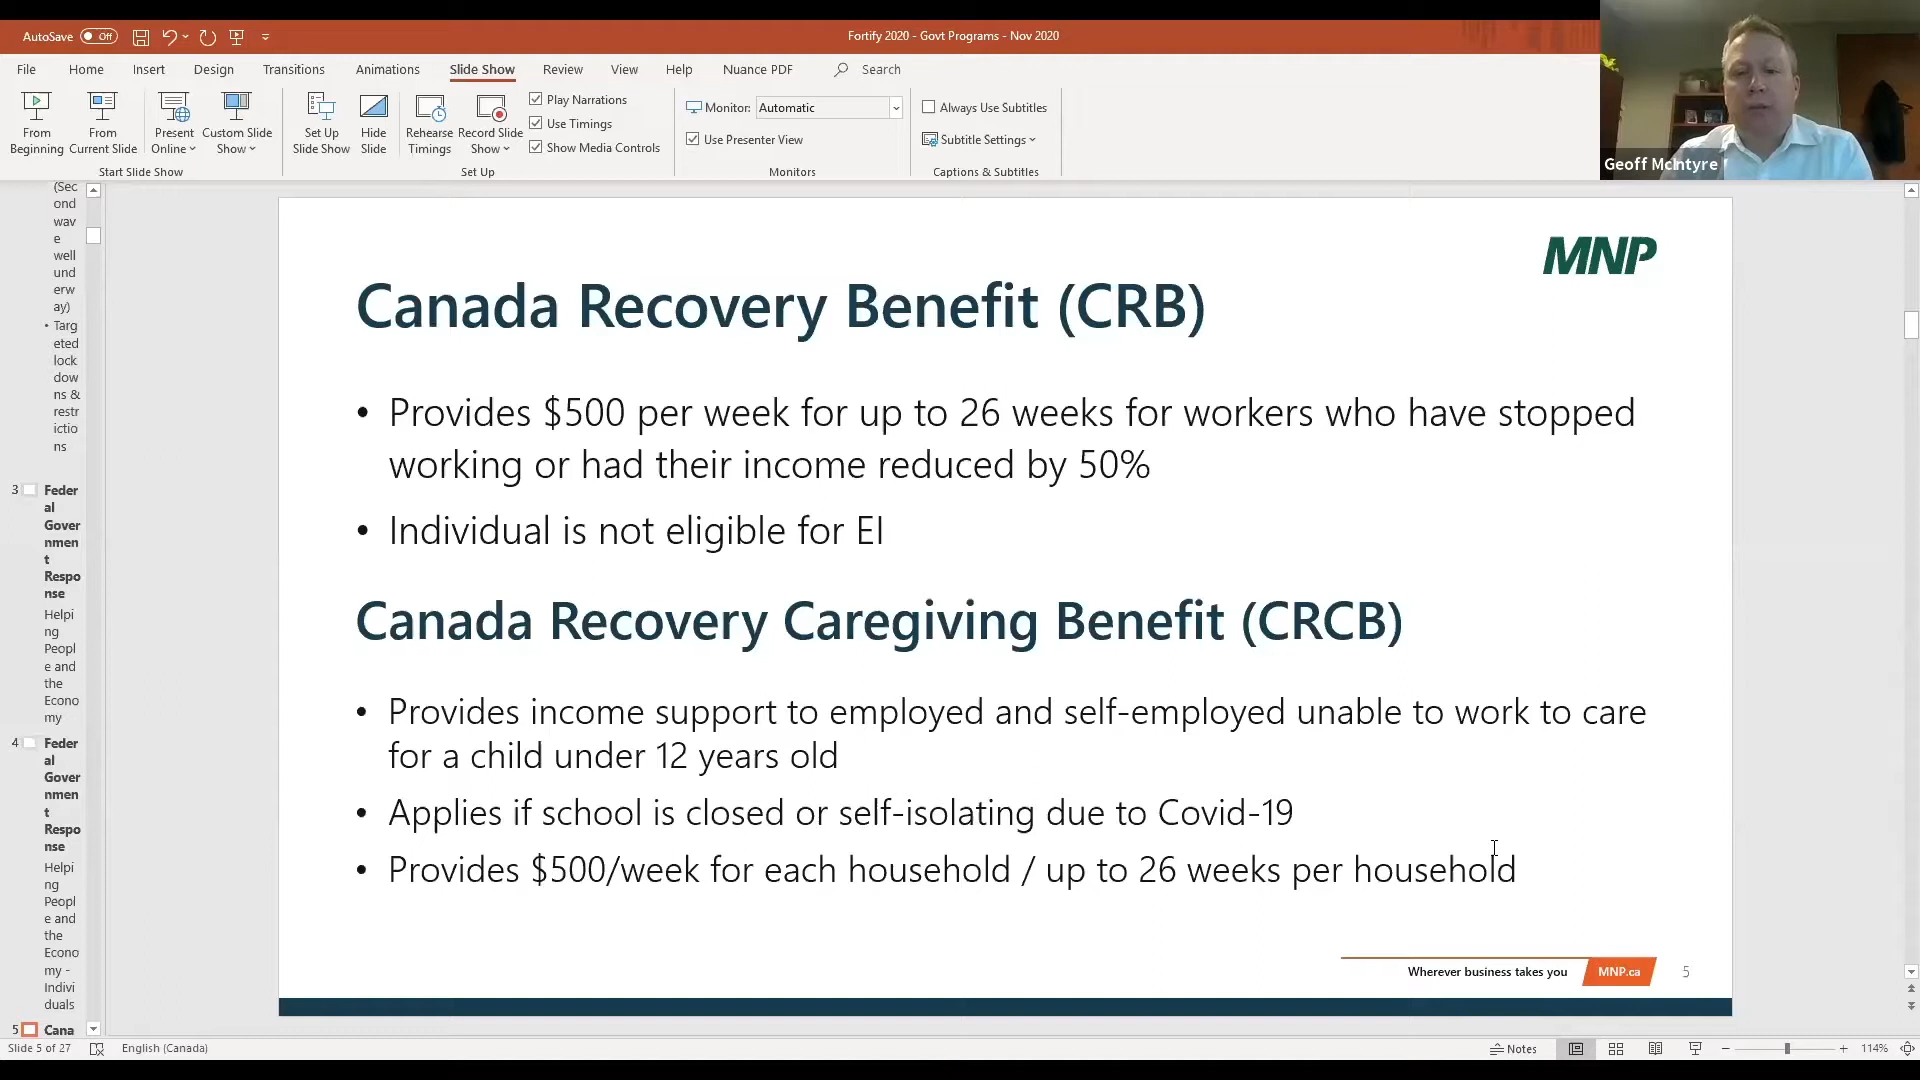 AutoSave Off
Fortify 2020 - Govt Programs - Nov 2020
File Home Insert Design Transitions Animations Slide Show Review View Help Nuance PDF Search
From Beginning
From Current Slide
Present Online
Custom Slide Show
Set Up Slide Show
Hide Slide
Rehearse Timings
Record Slide Show
Play Narrations
Use Timings
Show Media Controls
Monitor: Automatic
Use Presenter View
Always Use Subtitles
Subtitle Settings
Start Slide Show
Set Up
Monitors
Captions & Subtitles
Geoff McIntyre
(Sec
ond
wav
e
well
und
erw
ay)
• Targ
eted
lock
dow
ns &
restr
ictio
ns
3 Feder
al
Gover
nmen
t
Respo
nse
Helpi
ng
Peopl
e and
the
Econo
my
4 Feder
al
Gover
nmen
t
Respo
nse
Helpi
ng
Peopl
e and
the
Econo
my -
Indivi
duals
5 Cana
MNP
Canada Recovery Benefit (CRB)
• Provides $500 per week for up to 26 weeks for workers who have stopped
working or had their income reduced by 50%
• Individual is not eligible for EI
Canada Recovery Caregiving Benefit (CRCB)
• Provides income support to employed and self-employed unable to work to care
for a child under 12 years old
• Applies if school is closed or self-isolating due to Covid-19
• Provides $500/week for each household / up to 26 weeks per household
Wherever business takes you MNP.ca 5
Slide 5 of 27 English (Canada) Notes 114%